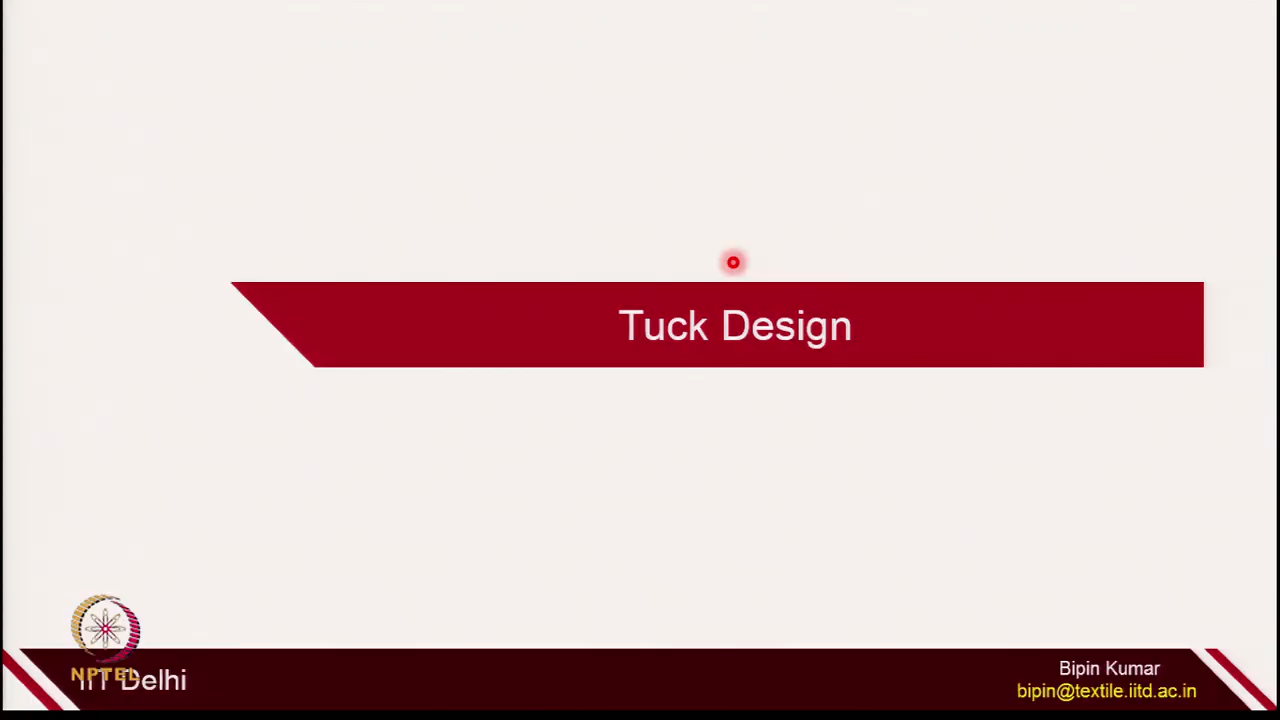 Tuck Design
NPTEL
IIT Delhi
Bipin Kumar
bipin@textile.iitd.ac.in